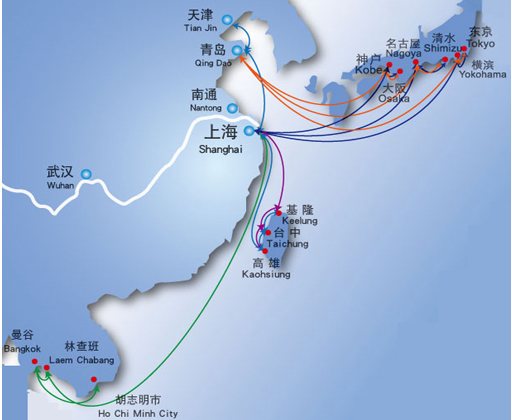 天津
Tian Jin
青岛
Qing Dao
南通
Nantong
上海
Shanghai
武汉
Wuhan
神户
Kobe
大阪
Osaka
名古屋
Nagoya
清水
Shimizu
东京
Tokyo
横滨
Yokohama
基隆
Keelung
台中
Taichung
高雄
Kaohsiung
曼谷
Bangkok
林查班
Laem Chabang
胡志明市
Ho Chi Minh City